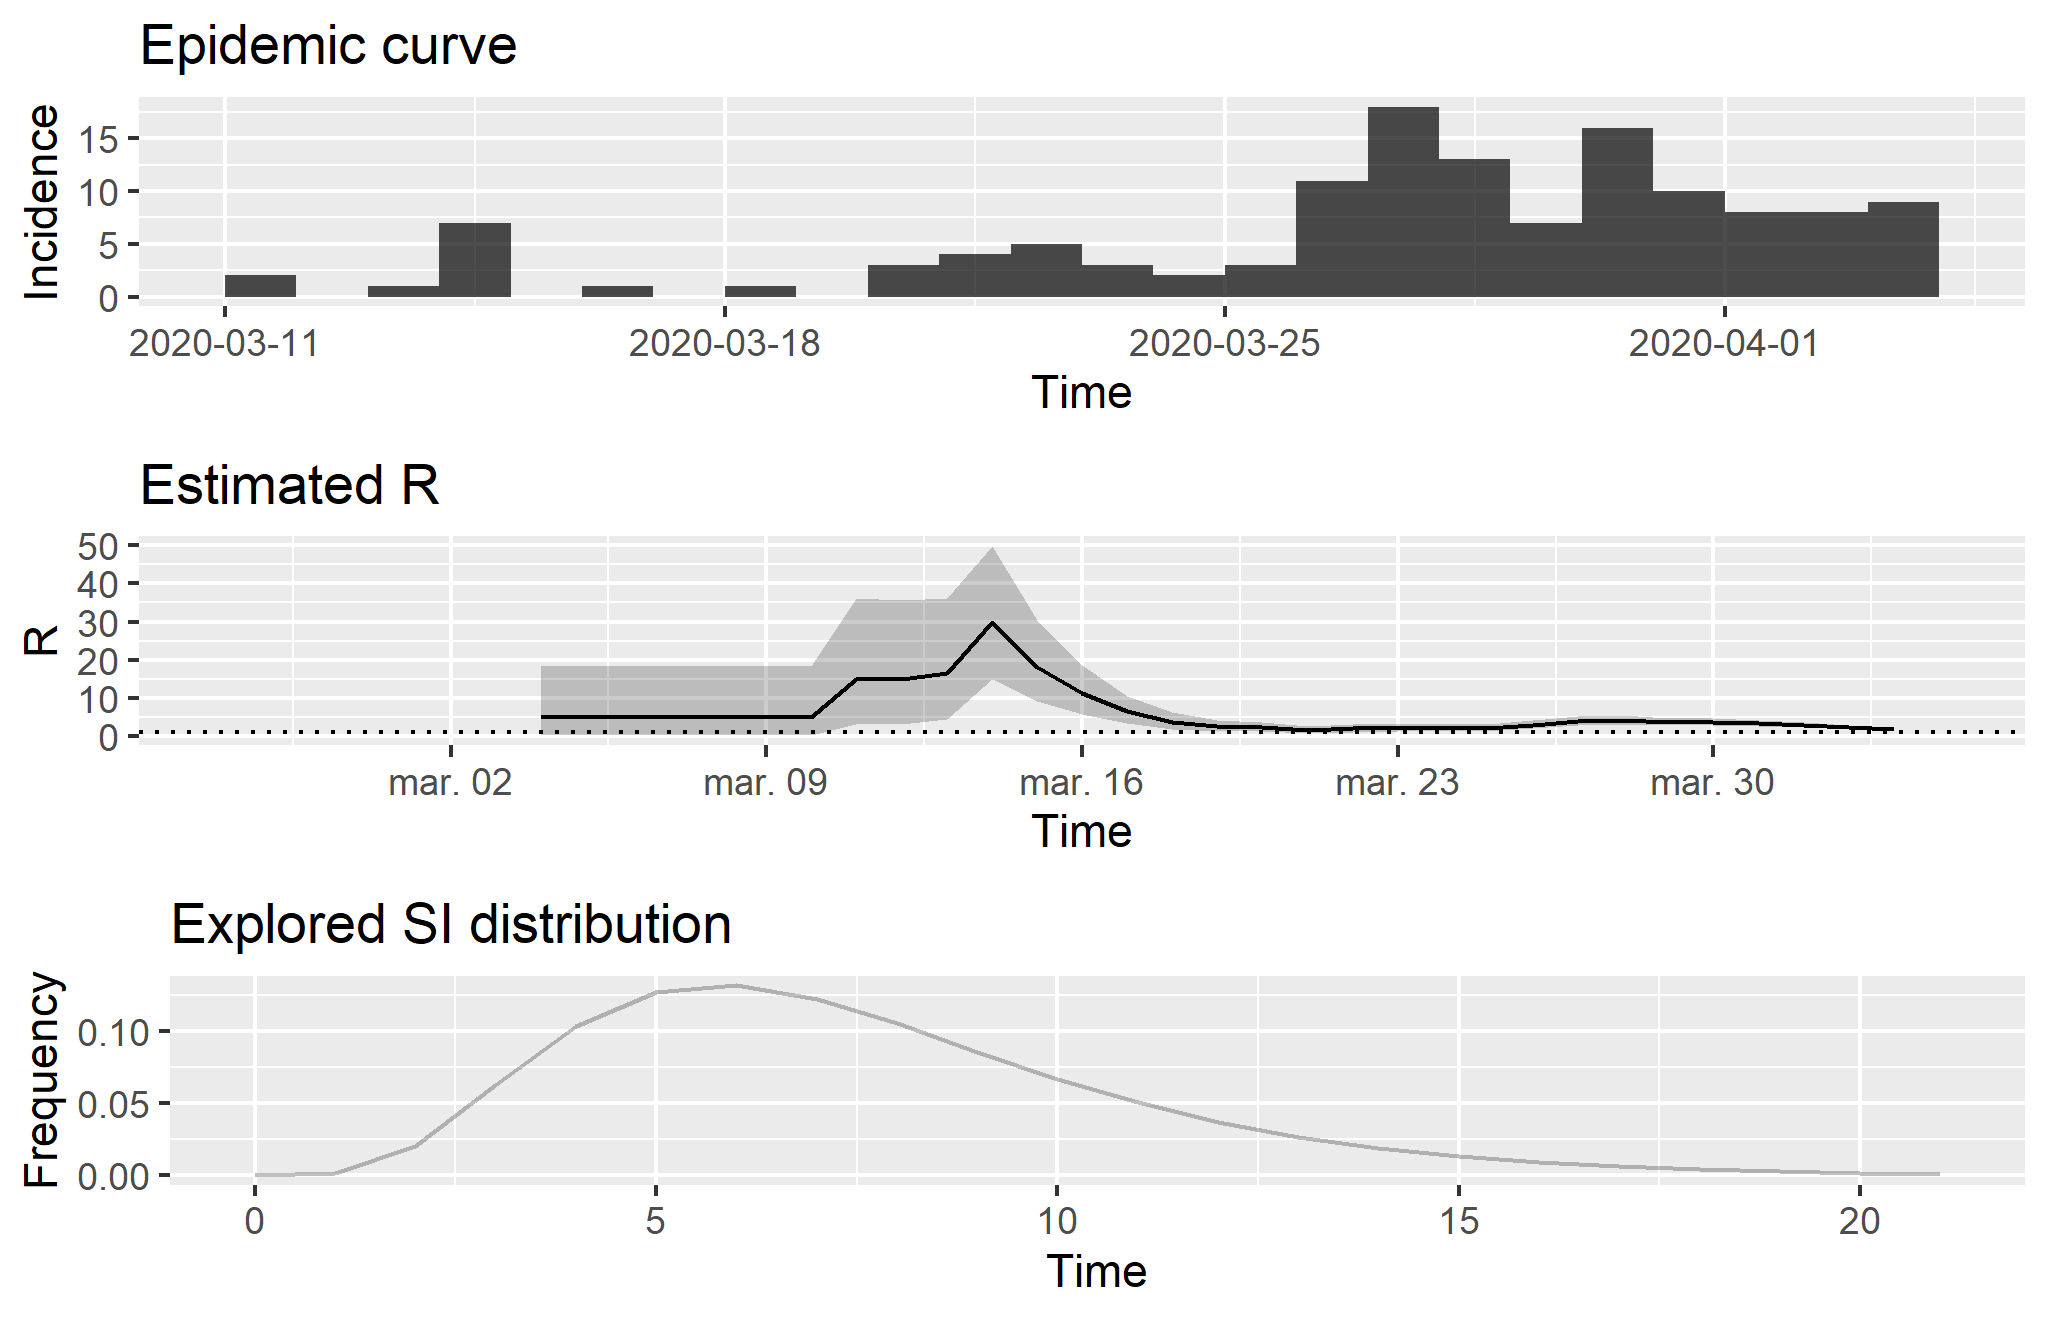 Epidemic curve
Incidence
15
10
5
0
2020-03-11 2020-03-18 2020-03-25 2020-04-01
Time
Estimated R
R
50
40
30
20
10
0
mar. 02 mar. 09 mar. 16 mar. 23 mar. 30
Time
Explored SI distribution
Frequency
0.10
0.05
0.00
0 5 10 15 20
Time